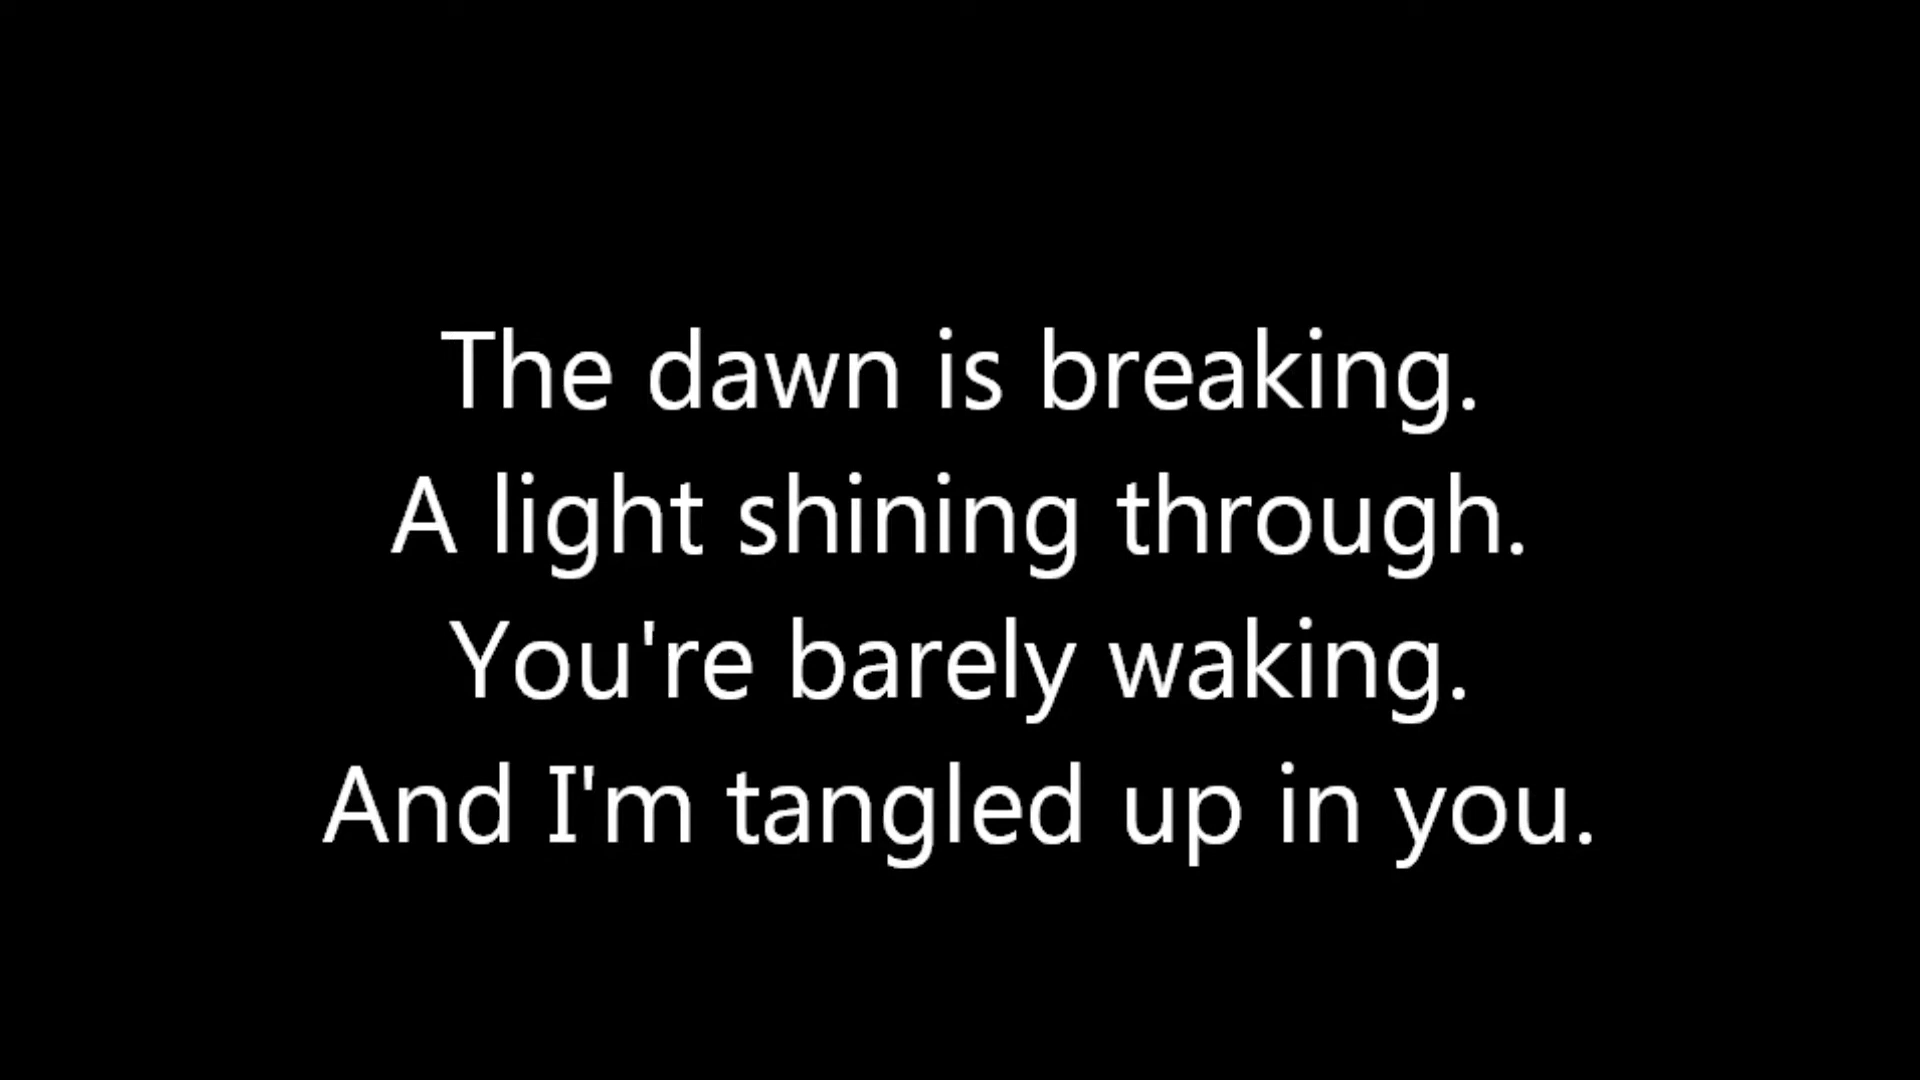 The dawn is breaking.
A light shining through.
You're barely waking.
And I'm tangled up in you.